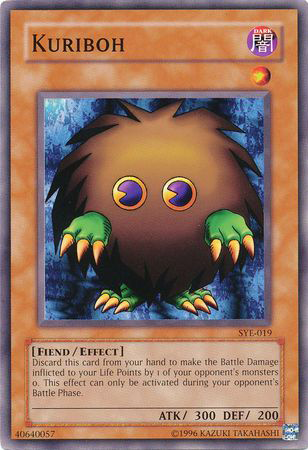 KURIBOH
DARK
闇
SYE-019
[FIEND / EFFECT]
Discard this card from your hand to make the Battle Damage
inflicted to your Life Points by 1 of your opponent's monsters
0. This effect can only be activated during your opponent's
Battle Phase.
ATK / 300 DEF / 200
40640057
©1996 KAZUKI TAKAHASHI